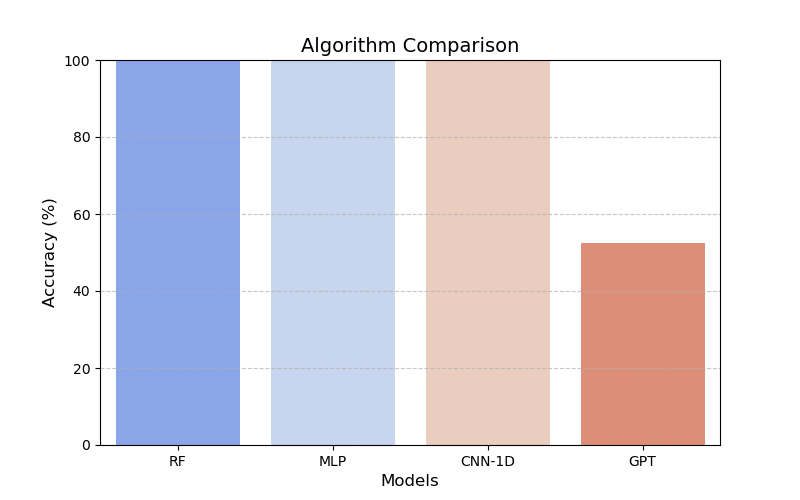 Algorithm Comparison
Accuracy (%)
100
80
60
40
20
0
RF
MLP
CNN-1D
GPT
Models